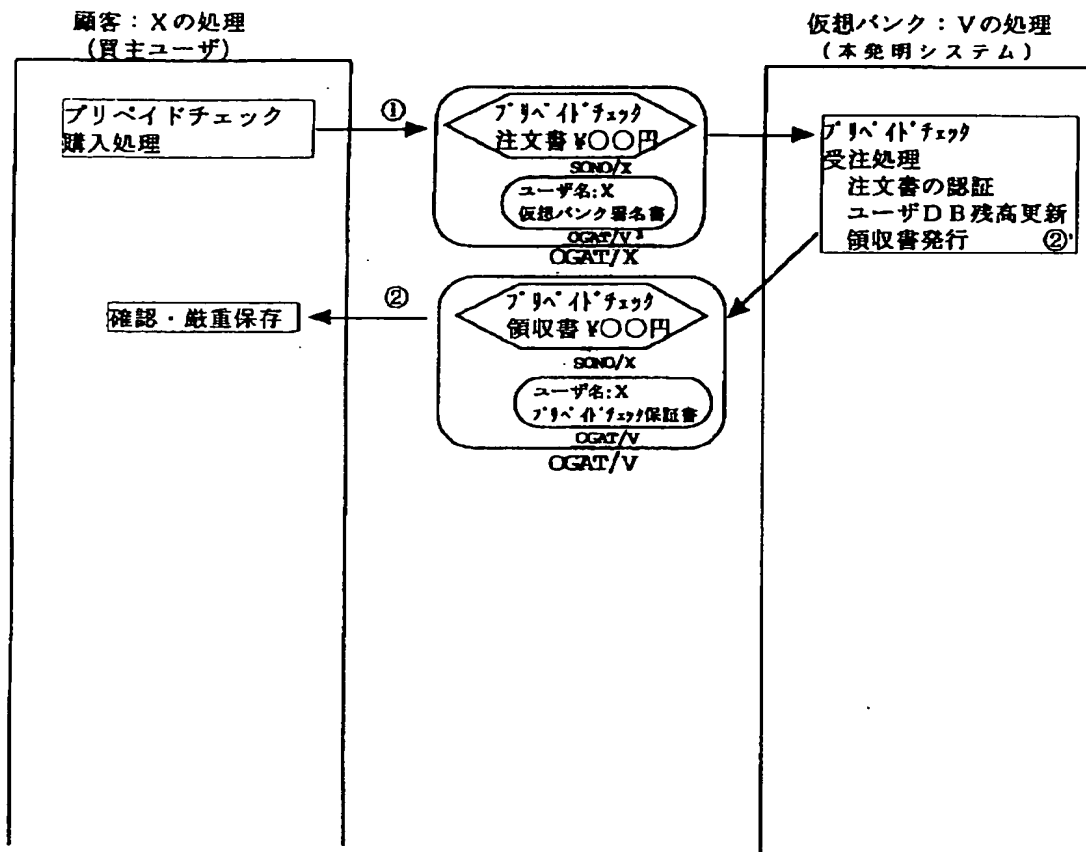 顧客：Xの処理
(買主ユーザ)
仮想バンク：Vの処理
(本発明システム)
プリペイドチェック
購入処理
①
プリペイドチェック
注文書¥〇〇円
SONO/X
ユーザ名:X
仮想バンク署名書
OGAT/V'
OGAT/X
プリペイドチェック
受注処理
注文書の認証
ユーザDB残高更新
領収書発行 ②'
確認・厳重保存
②
プリペイドチェック
領収書¥〇〇円
SONO/X
ユーザ名:X
プリペイドチェック保証書
OGAT/V
OGAT/V